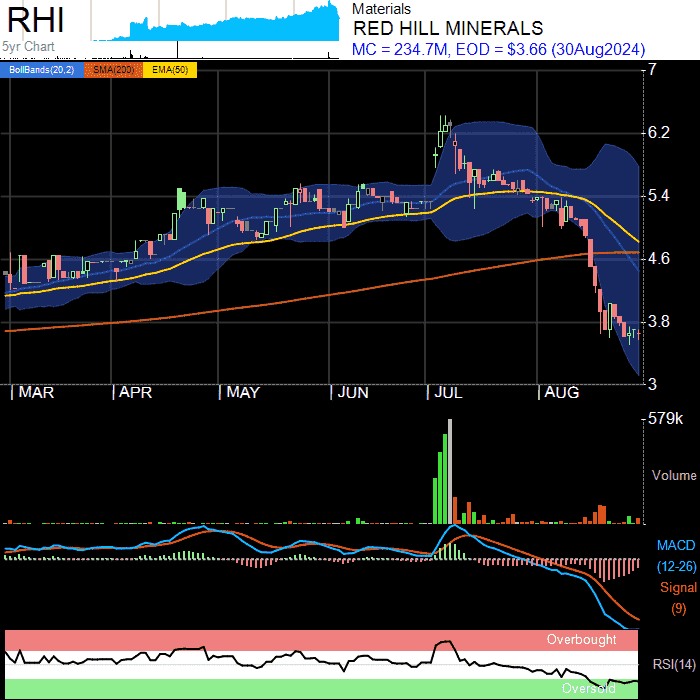 RHI
5yr Chart
Materials
RED HILL MINERALS
MC = 234.7M, EOD = $3.66 (30Aug2024)
BollBands(20,2) SMA(200) EMA(50)
7
6.2
5.4
4.6
3.8
3
MAR APR MAY JUN JUL AUG
579k
Volume
MACD
(12-26)
Signal
(9)
Overbought
RSI(14)
Oversold